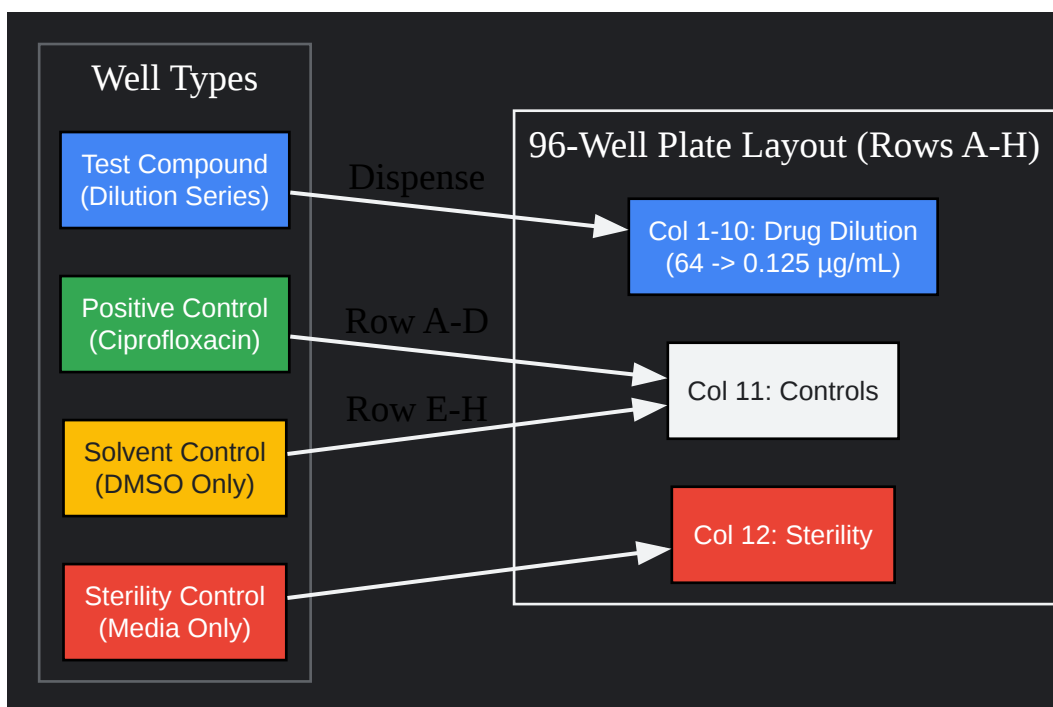 Well Types
Test Compound
(Dilution Series)
Positive Control
(Ciprofloxacin)
Solvent Control
(DMSO Only)
Sterility Control
(Media Only)
Dispense
Row A-D
Row E-H
96-Well Plate Layout (Rows A-H)
Col 1-10: Drug Dilution
(64 -> 0.125 µg/mL)
Col 11: Controls
Col 12: Sterility